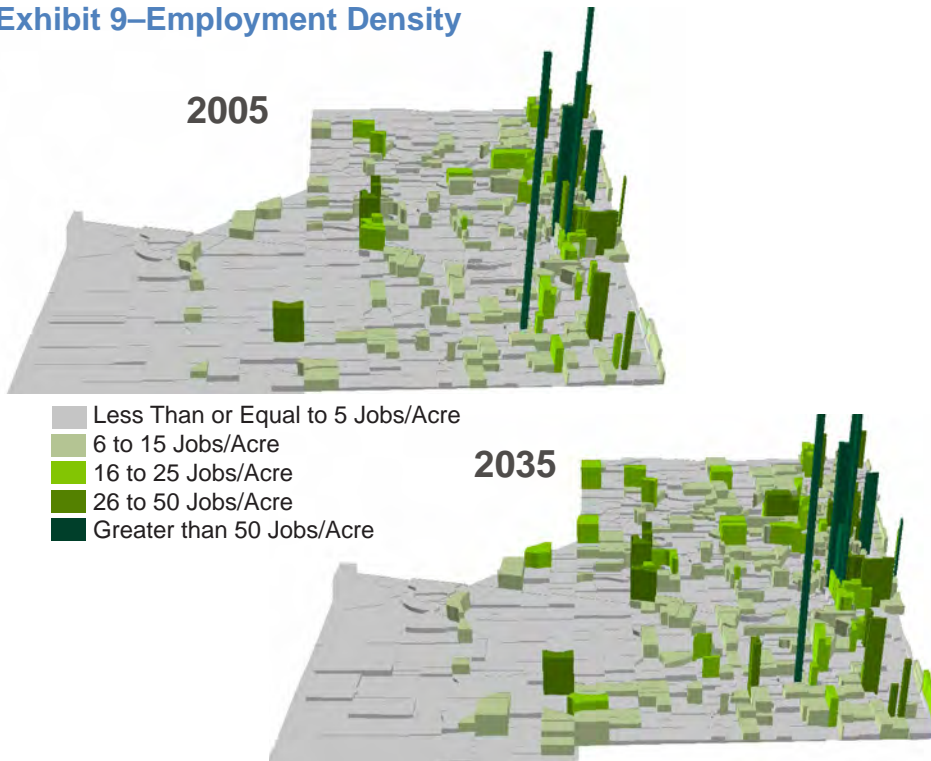 Exhibit 9–Employment Density
2005
Less Than or Equal to 5 Jobs/Acre
6 to 15 Jobs/Acre
16 to 25 Jobs/Acre
26 to 50 Jobs/Acre
Greater than 50 Jobs/Acre
2035